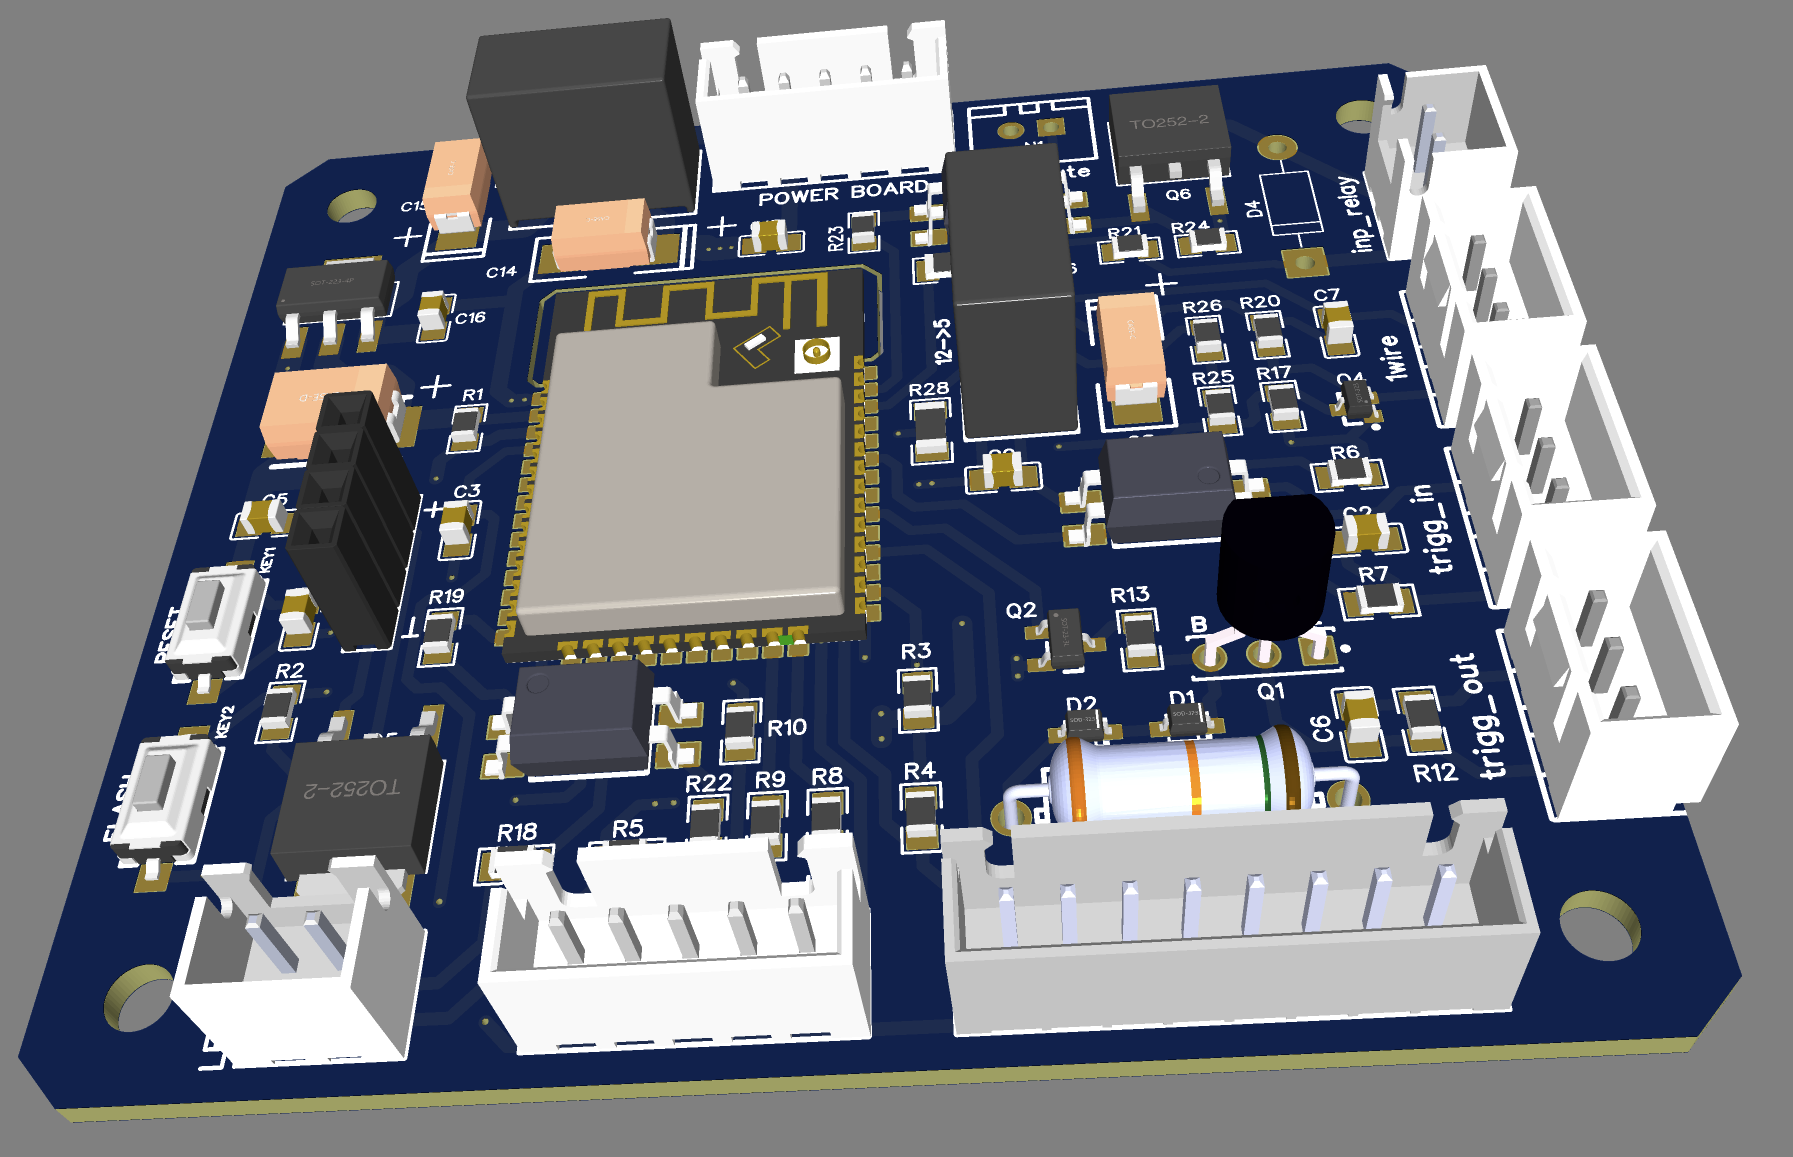 POWER BOARD
TO252-2
Q6
D4
inp_relay
C15
C14
R23
R21
R24
C16
12->5
R26
R20
C7
1wire
R1
R28
R25
R17
Q4
C5
C3
R6
trigg_in
C2
KEY1
R19
R7
RESET
Q2
R13
B
Q1
R2
R3
D2
D1
C6
trigg_out
KEY2
R10
R12
TO252-2
R22
R9
R8
R4
R18
R5